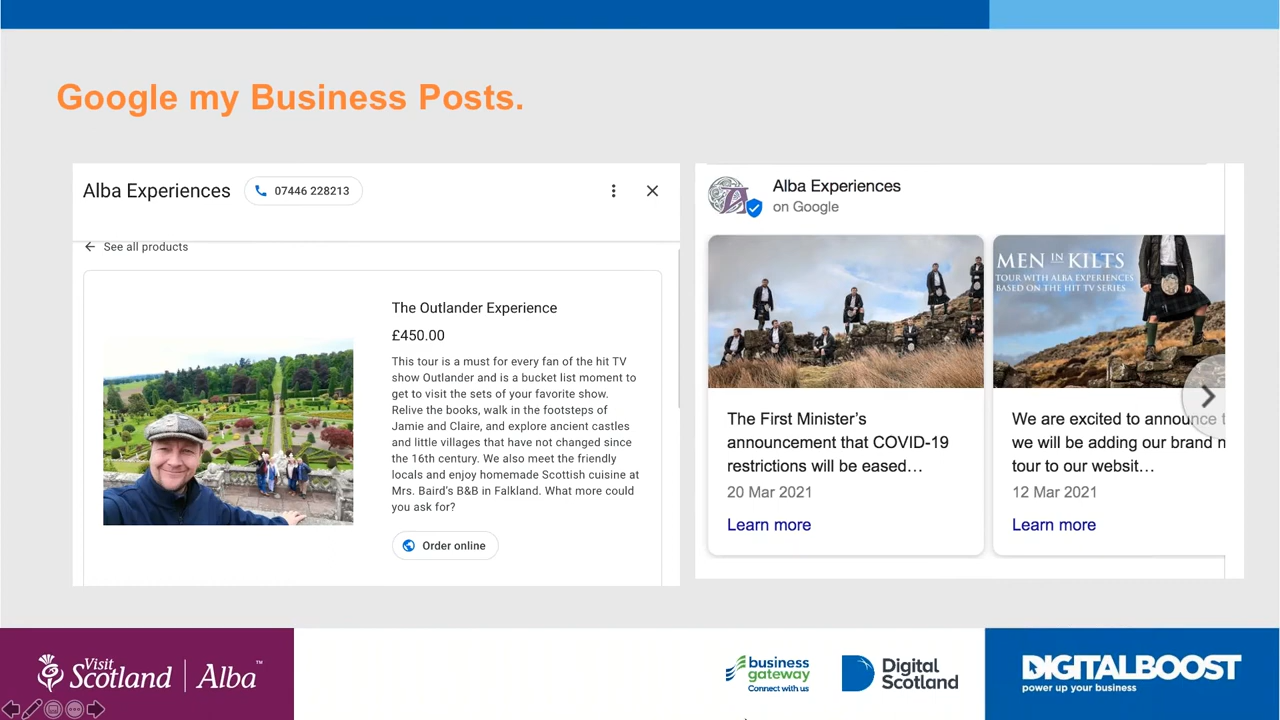 Google my Business Posts.
Alba Experiences
07446 228213
See all products
The Outlander Experience
£450.00
This tour is a must for every fan of the hit TV
show Outlander and is a bucket list moment to
get to visit the sets of your favorite show.
Relive the books, walk in the footsteps of
Jamie and Claire, and explore ancient castles
and little villages that have not changed since
the 16th century. We also meet the friendly
locals and enjoy homemade Scottish cuisine at
Mrs. Baird's B&B in Falkland. What more could
you ask for?
Order online
Alba Experiences
on Google
The First Minister's
announcement that COVID-19
restrictions will be eased...
20 Mar 2021
Learn more
MEN IN KILTS
TOUR WITH ALBA EXPERIENCES
BASED ON THE HIT TV SERIES
We are excited to announce t
we will be adding our brand n
tour to our websit...
12 Mar 2021
Learn more
Visit
Scotland | Alba™
business
gateway
Connect with us
Digital
Scotland
DIGITALBOOST
power up your business